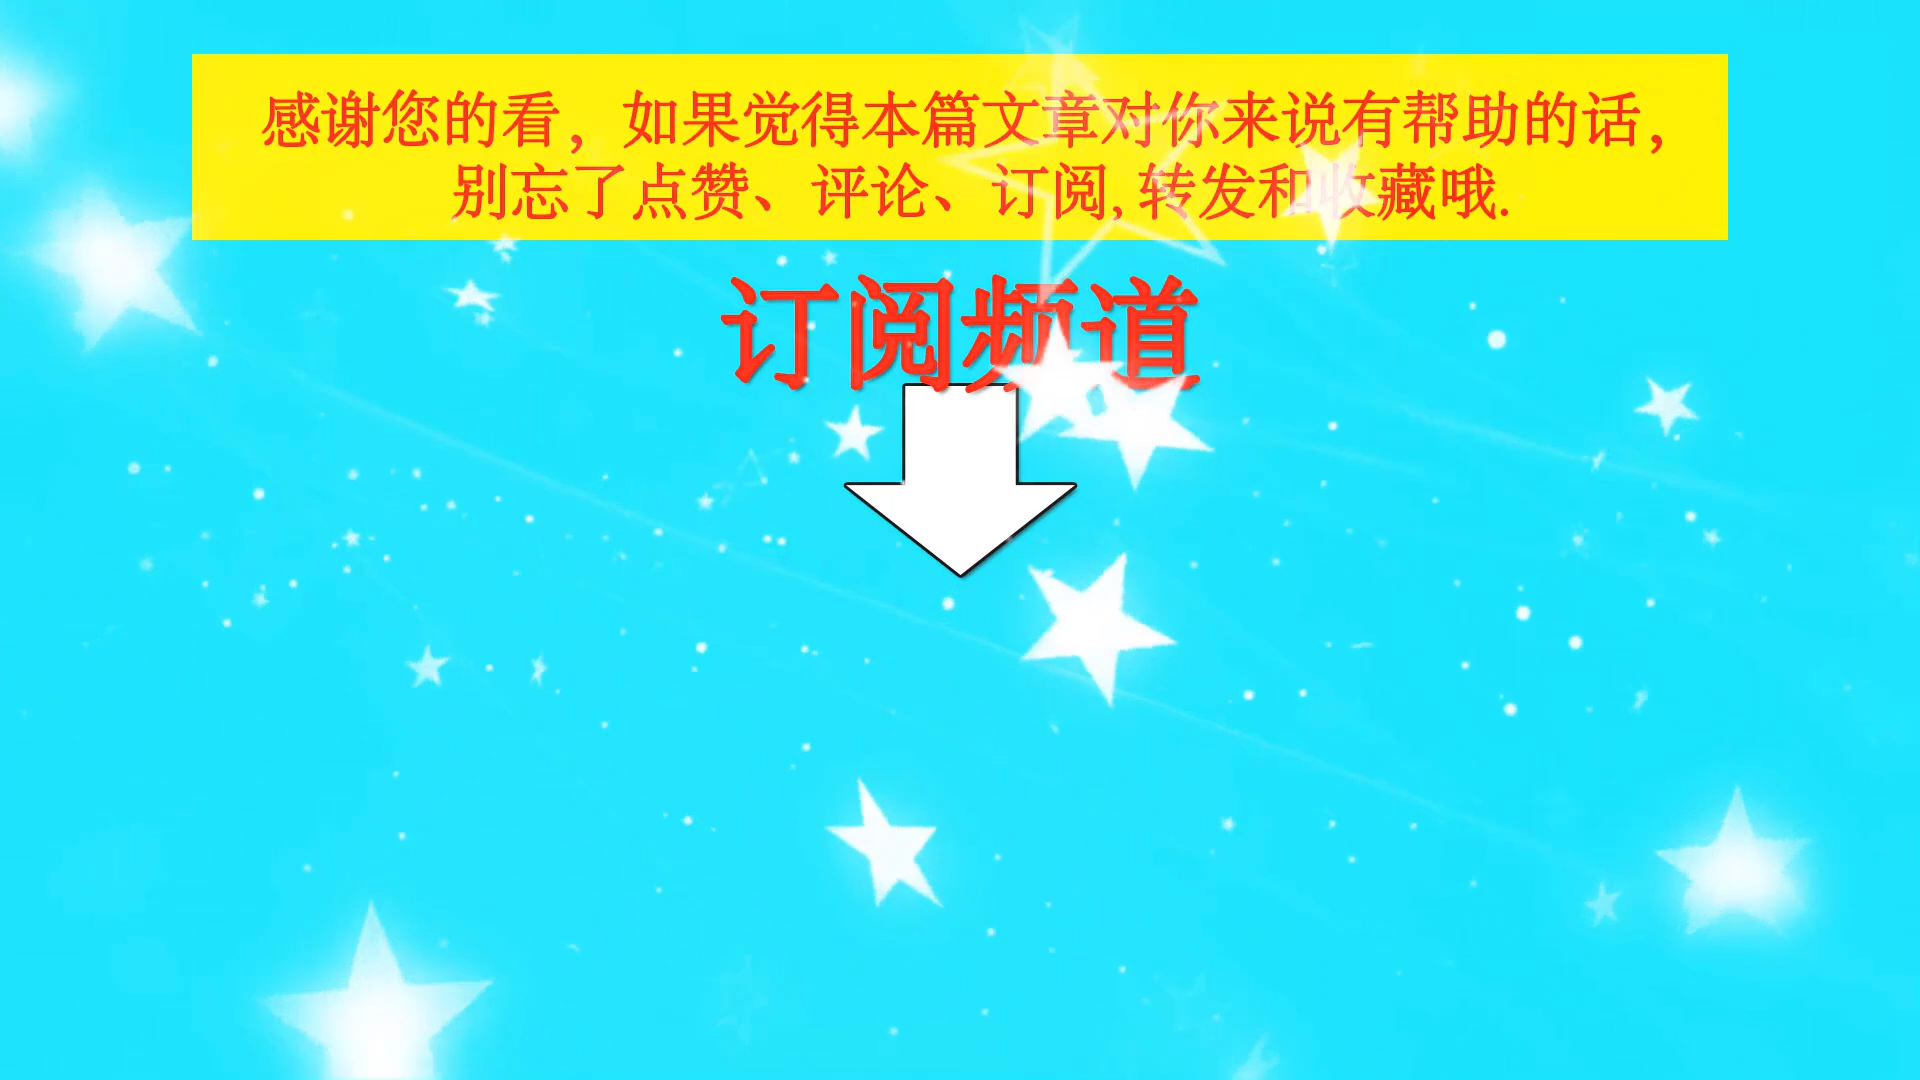 感谢您的看，如果觉得本篇文章对你来说有帮助的话，
别忘了点赞、评论、订阅,转发和收藏哦.
订阅频道